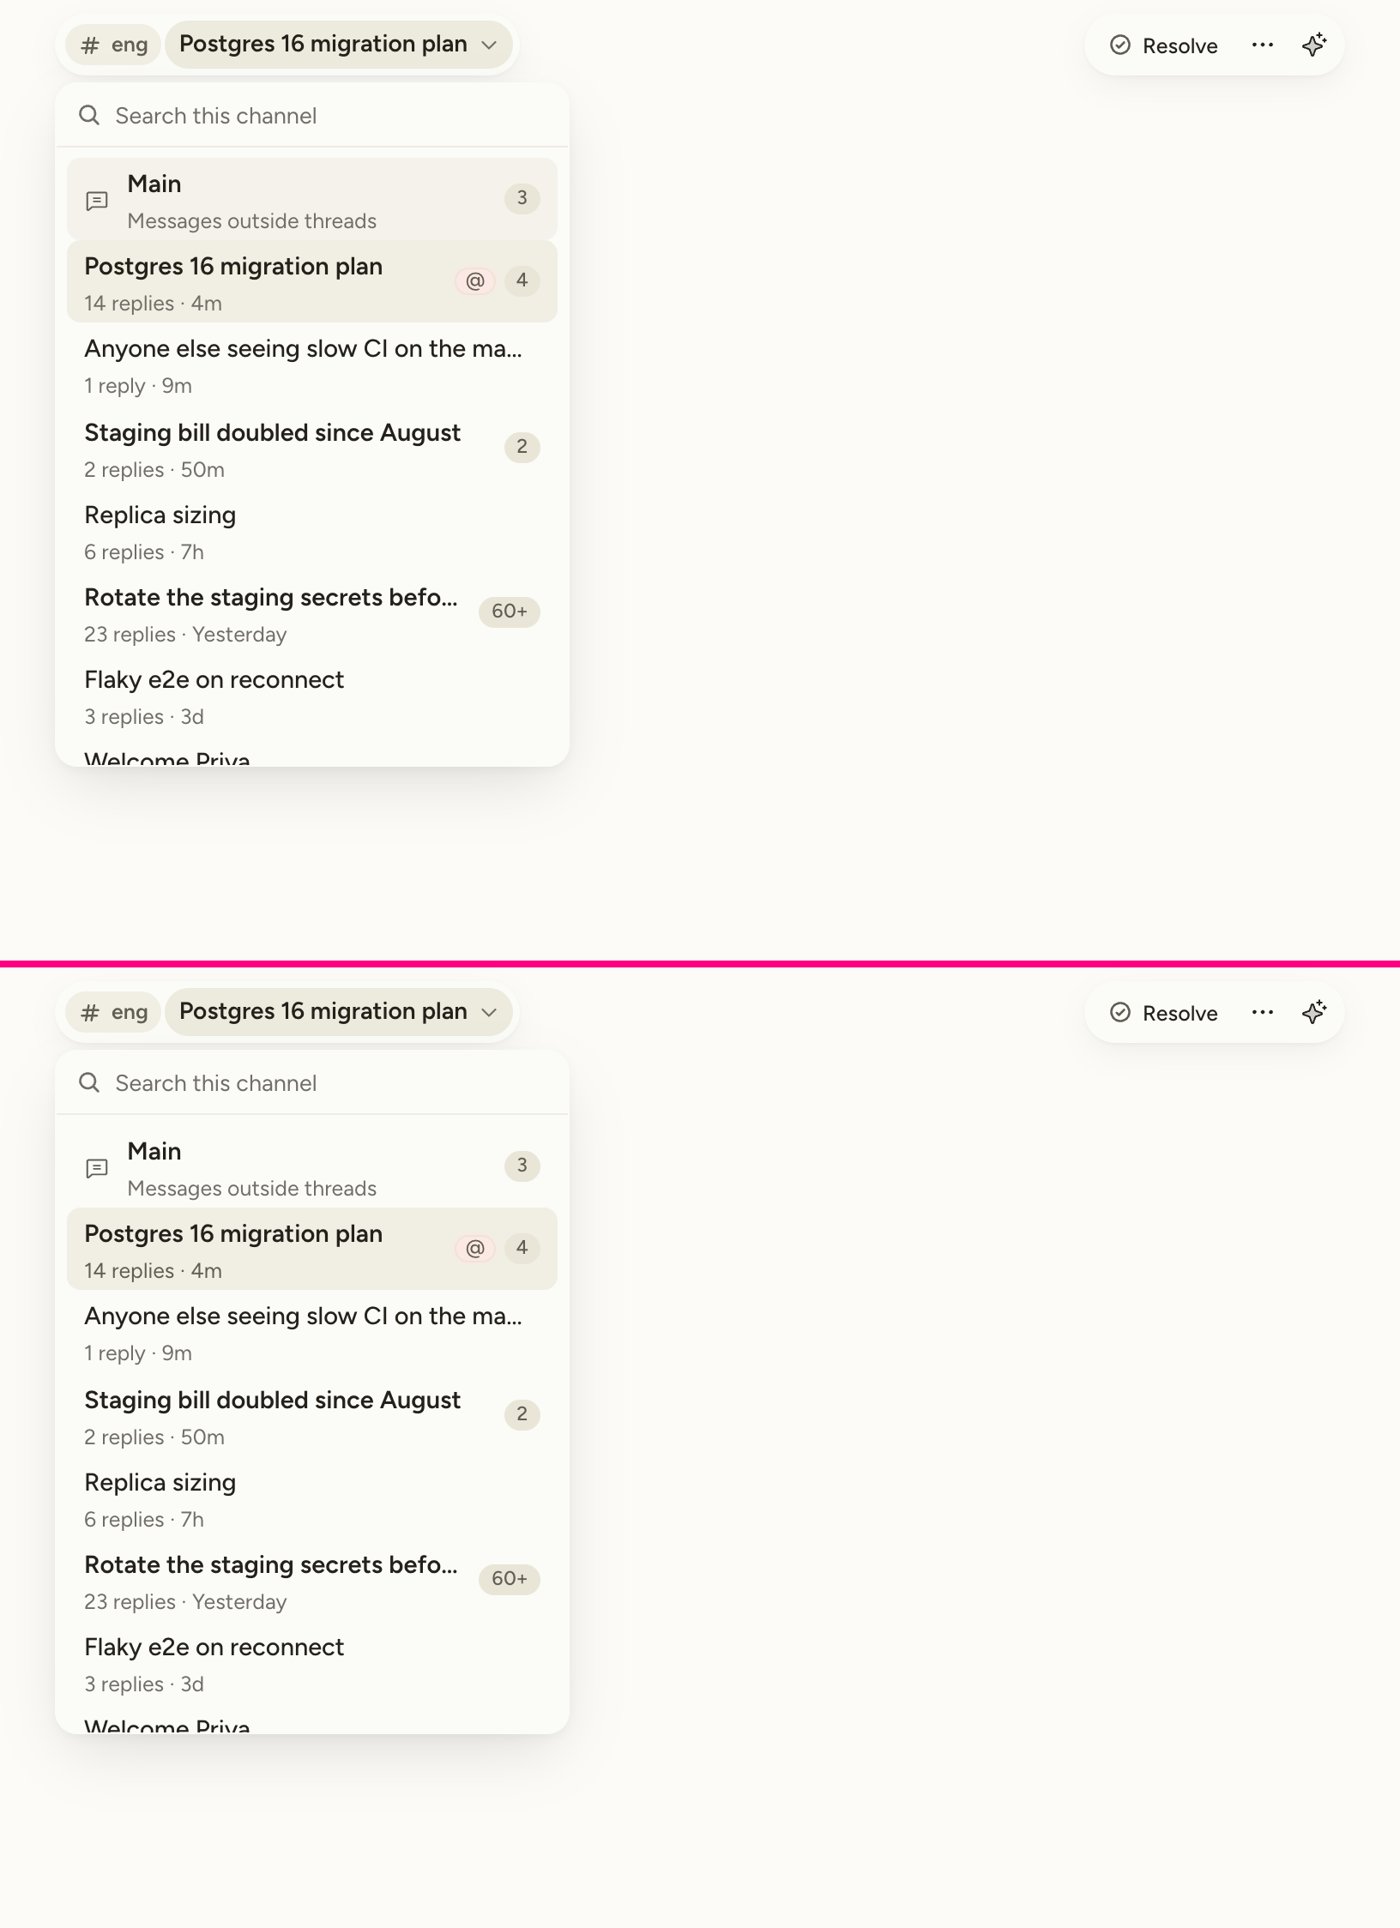 # eng Postgres 16 migration plan
Resolve
Search this channel
Main
Messages outside threads
3
Postgres 16 migration plan
14 replies · 4m
@ 4
Anyone else seeing slow CI on the ma...
1 reply · 9m
Staging bill doubled since August
2 replies · 50m
2
Replica sizing
6 replies · 7h
Rotate the staging secrets befo...
23 replies · Yesterday
60+
Flaky e2e on reconnect
3 replies · 3d
Welcome Priya
# eng Postgres 16 migration plan
Resolve
Search this channel
Main
Messages outside threads
3
Postgres 16 migration plan
14 replies · 4m
@ 4
Anyone else seeing slow CI on the ma...
1 reply · 9m
Staging bill doubled since August
2 replies · 50m
2
Replica sizing
6 replies · 7h
Rotate the staging secrets befo...
23 replies · Yesterday
60+
Flaky e2e on reconnect
3 replies · 3d
Welcome Priya